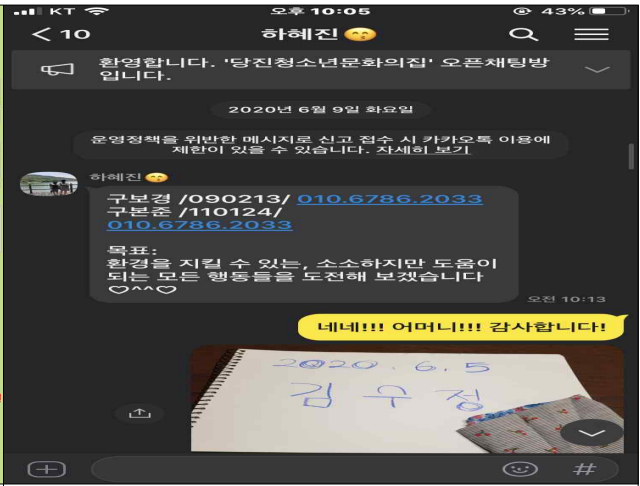 KT 오후 10:05 43%
< 10 하혜진
환영합니다. '당진청소년문화의집' 오픈채팅방
입니다.
2020년 6월 9일 화요일
운영정책을 위반한 메시지로 신고 접수 시 카카오톡 이용에
제한이 있을 수 있습니다. 자세히 보기
하혜진
구보경 /090213/ 010.6786.2033
구본준 /110124/
010.6786.2033
목표:
환경을 지킬 수 있는, 소소하지만 도움이
되는 모든 행동들을 도전해 보겠습니다
♡^^♡
오전 10:13
네네!!! 어머니!!! 감사합니다!
2020. 6. 5
김우정
#